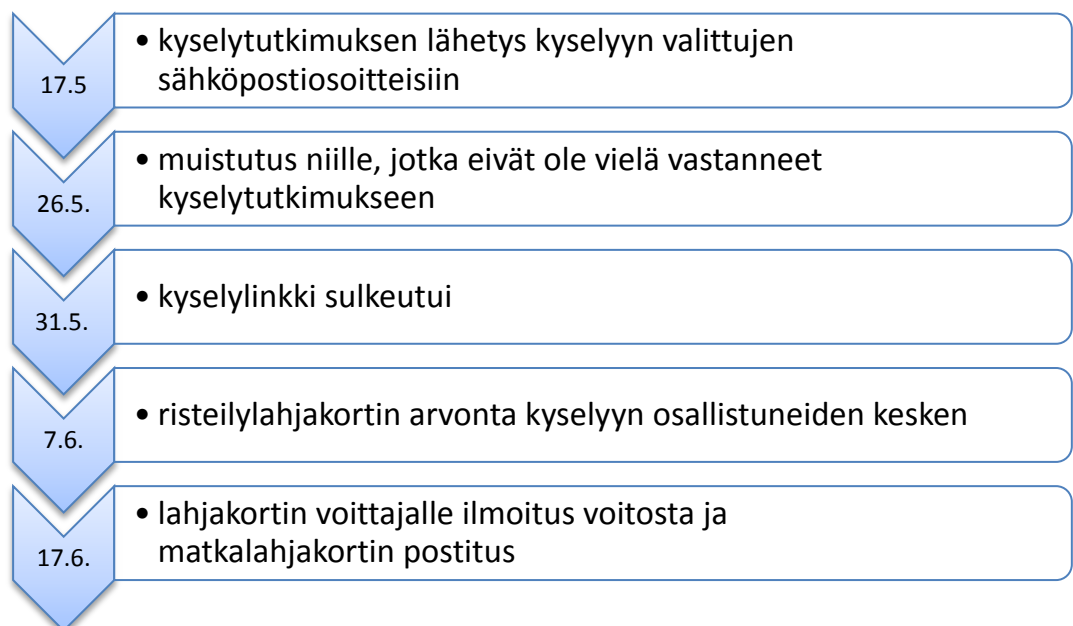 17.5
• kyselytutkimuksen lähetys kyselyyn valittujen
sähköpostiosoitteisiin
26.5.
• muistutus niille, jotka eivät ole vielä vastanneet
kyselytutkimukseen
31.5.
• kyselylinkki sulkeutui
7.6.
• risteilylahjakortin arvonta kyselyyn osallistuneiden kesken
17.6.
• lahjakortin voittajalle ilmoitus voitosta ja
matkalahjakortin postitus